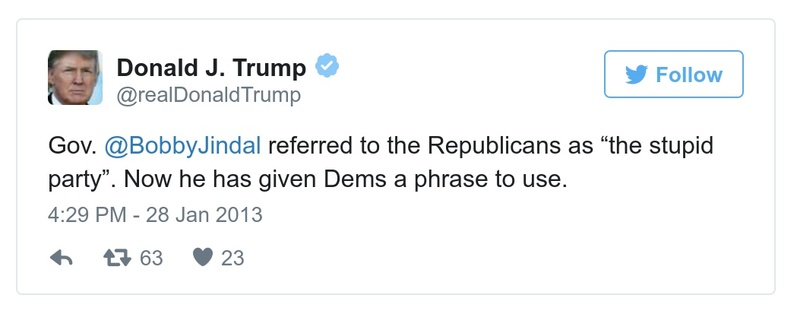 Donald J. Trump
@realDonaldTrump
Follow
Gov. @BobbyJindal referred to the Republicans as “the stupid
party”. Now he has given Dems a phrase to use.
4:29 PM - 28 Jan 2013
63 23